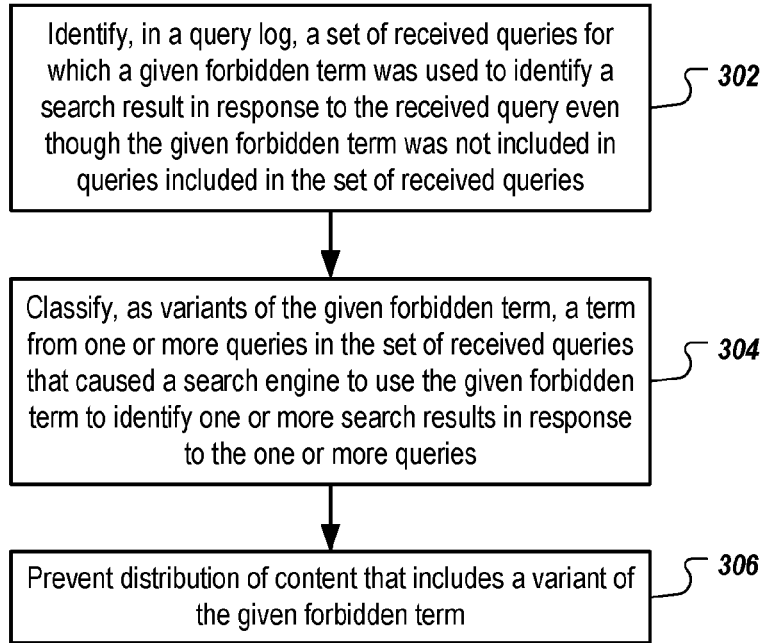 Identify, in a query log, a set of received queries for
which a given forbidden term was used to identify a
search result in response to the received query even
though the given forbidden term was not included in
queries included in the set of received queries
302
Classify, as variants of the given forbidden term, a term
from one or more queries in the set of received queries
that caused a search engine to use the given forbidden
term to identify one or more search results in response
to the one or more queries
304
Prevent distribution of content that includes a variant of
the given forbidden term
306